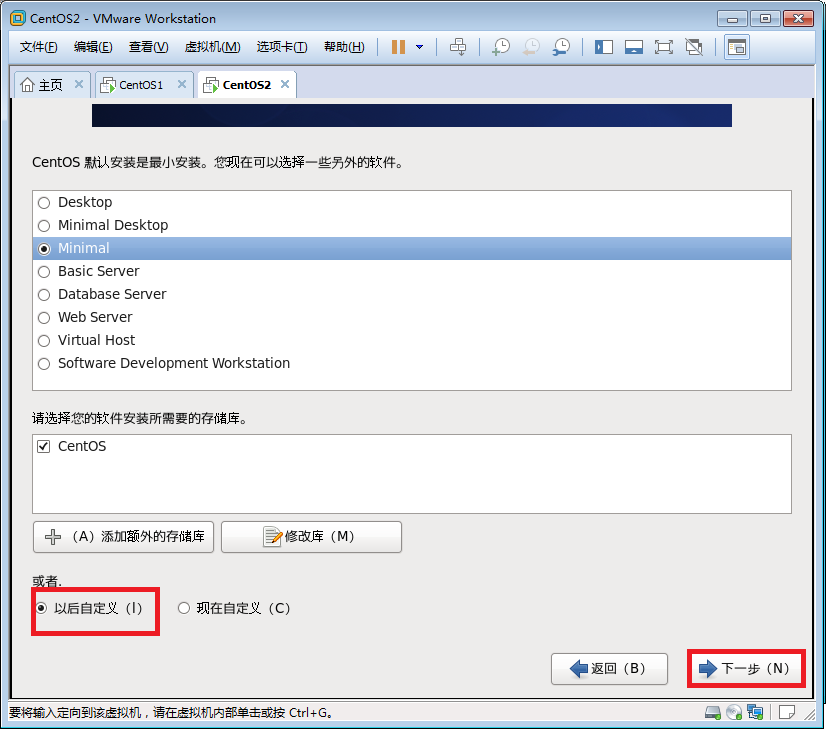 CentOS2 - VMware Workstation
文件(F) 编辑(E) 查看(V) 虚拟机(M) 选项卡(T) 帮助(H)
主页 CentOS1 CentOS2
CentOS 默认安装是最小安装。您现在可以选择一些另外的软件。
Desktop
Minimal Desktop
Minimal
Basic Server
Database Server
Web Server
Virtual Host
Software Development Workstation
请选择您的软件安装所需要的存储库。
CentOS
（A）添加额外的存储库 修改库（M）
或者.
以后自定义（l） 现在自定义（C）
返回（B） 下一步（N）
要将输入定向到该虚拟机，请在虚拟机内部单击或按 Ctrl+G。